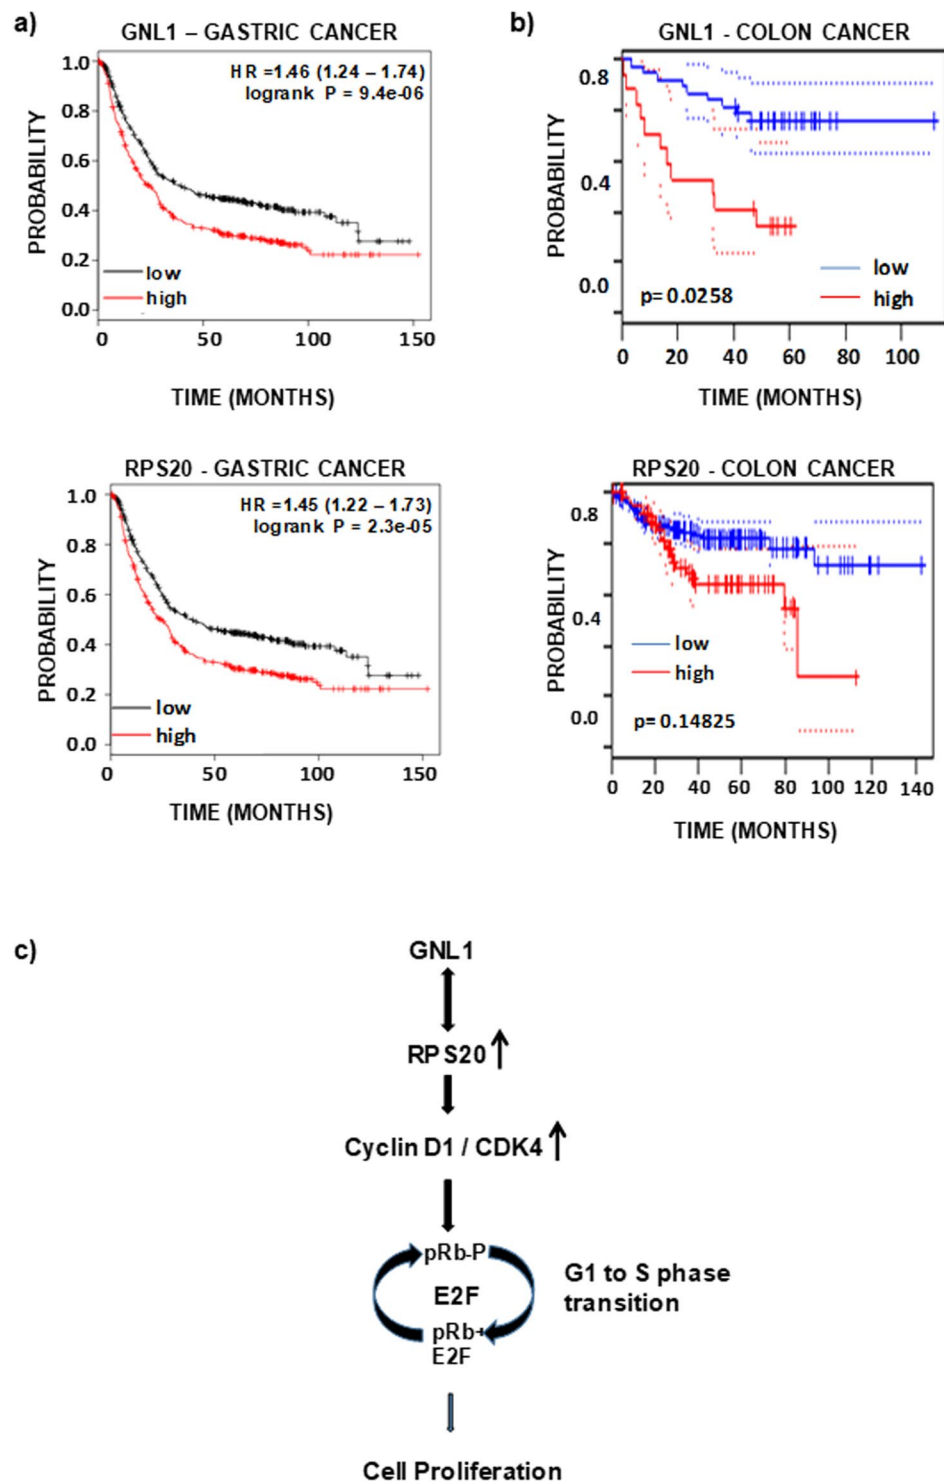 a)
GNL1 – GASTRIC CANCER
HR =1.46 (1.24 – 1.74)
logrank P = 9.4e-06
PROBABILITY
1.0
0.8
0.6
0.4
0.2
0.0
low
high
0 50 100 150
TIME (MONTHS)
b)
GNL1 - COLON CANCER
PROBABILITY
0.8
0.4
0.0
low
high
p= 0.0258
0 20 40 60 80 100
TIME (MONTHS)
RPS20 - GASTRIC CANCER
HR =1.45 (1.22 – 1.73)
logrank P = 2.3e-05
PROBABILITY
1.0
0.8
0.6
0.4
0.2
0.0
low
high
0 50 100 150
TIME (MONTHS)
RPS20 - COLON CANCER
PROBABILITY
0.8
0.4
0.0
low
high
p= 0.14825
0 20 40 60 80 100 120 140
TIME (MONTHS)
c)
GNL1
RPS20
Cyclin D1 / CDK4
pRb-P
E2F
pRb+
E2F
G1 to S phase
transition
Cell Proliferation